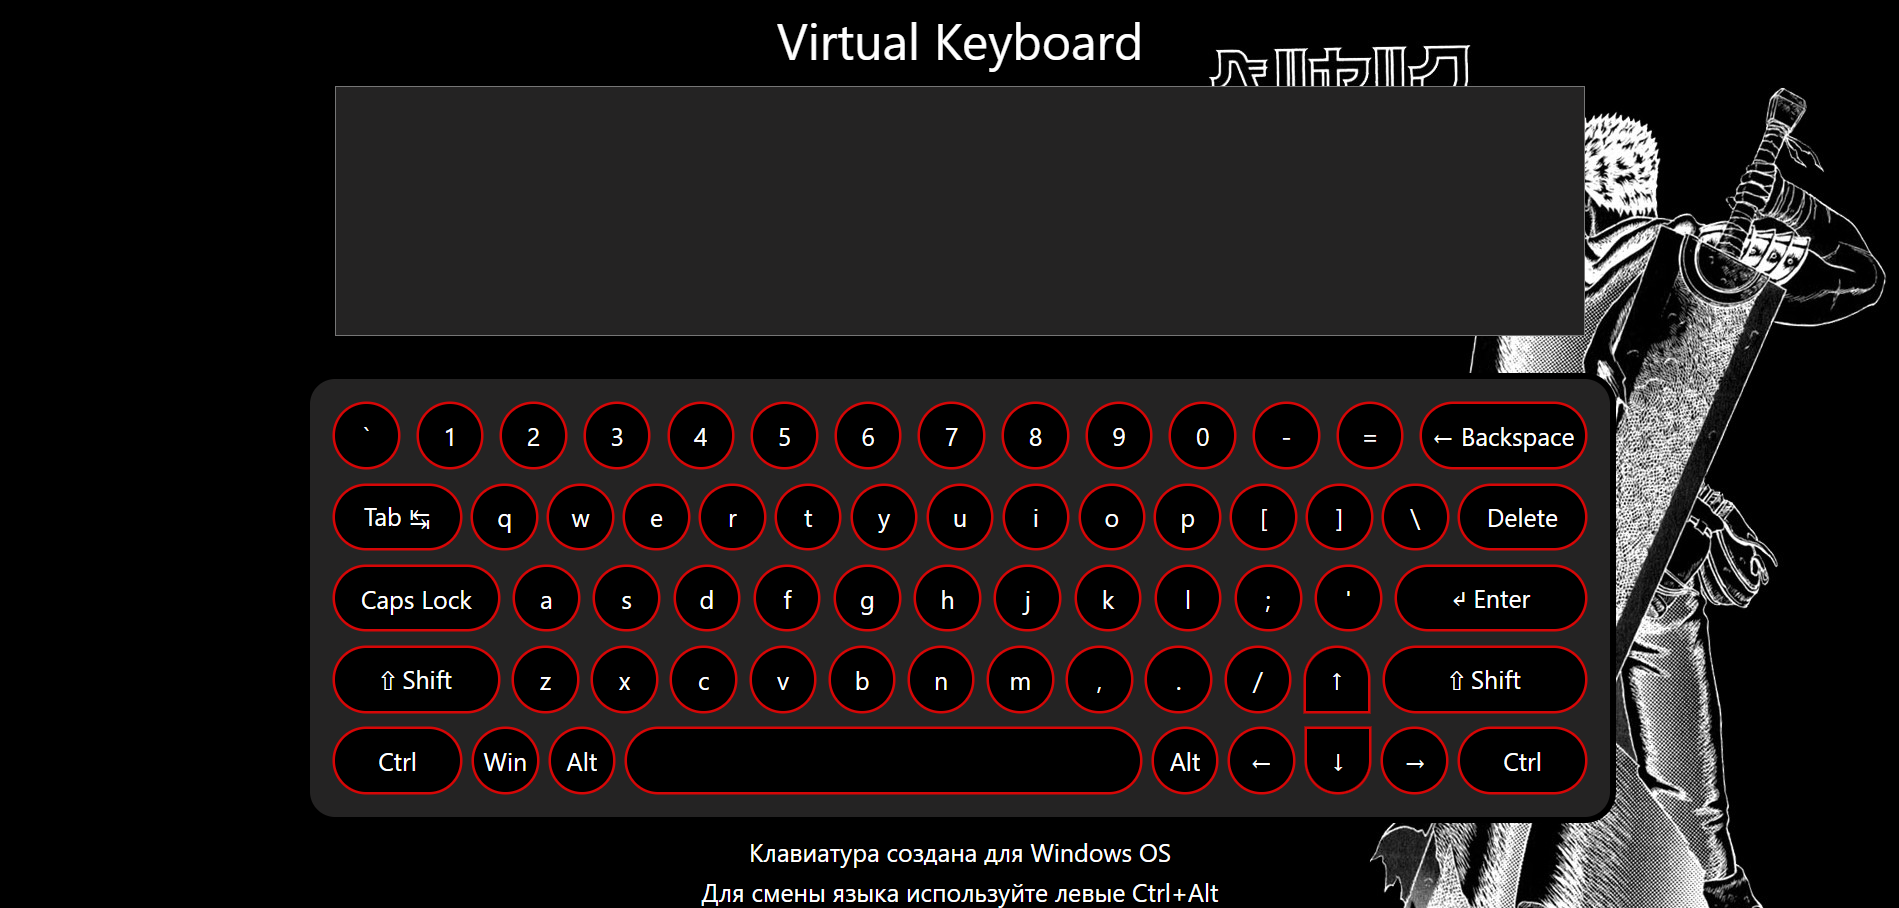 Virtual Keyboard
` 1 2 3 4 5 6 7 8 9 0 - = ← Backspace
Tab ↹ q w e r t y u i o p [ ] \ Delete
Caps Lock a s d f g h j k l ; ' ↵ Enter
⇧ Shift z x c v b n m , . / ↑ ⇧ Shift
Ctrl Win Alt Alt ← ↓ → Ctrl
Клавиатура создана для Windows OS
Для смены языка используйте левые Ctrl+Alt